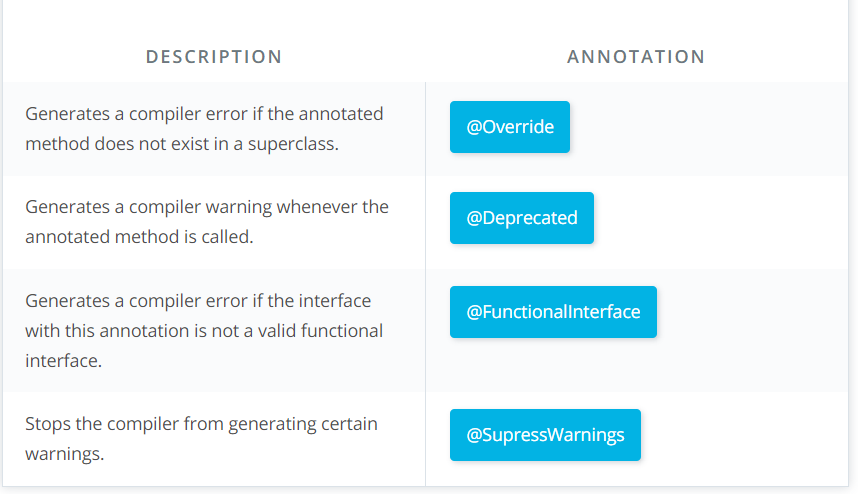 DESCRIPTION ANNOTATION
Generates a compiler error if the annotated
method does not exist in a superclass.
@Override
Generates a compiler warning whenever the
annotated method is called.
@Deprecated
Generates a compiler error if the interface
with this annotation is not a valid functional
interface.
@FunctionalInterface
Stops the compiler from generating certain
warnings.
@SupressWarnings